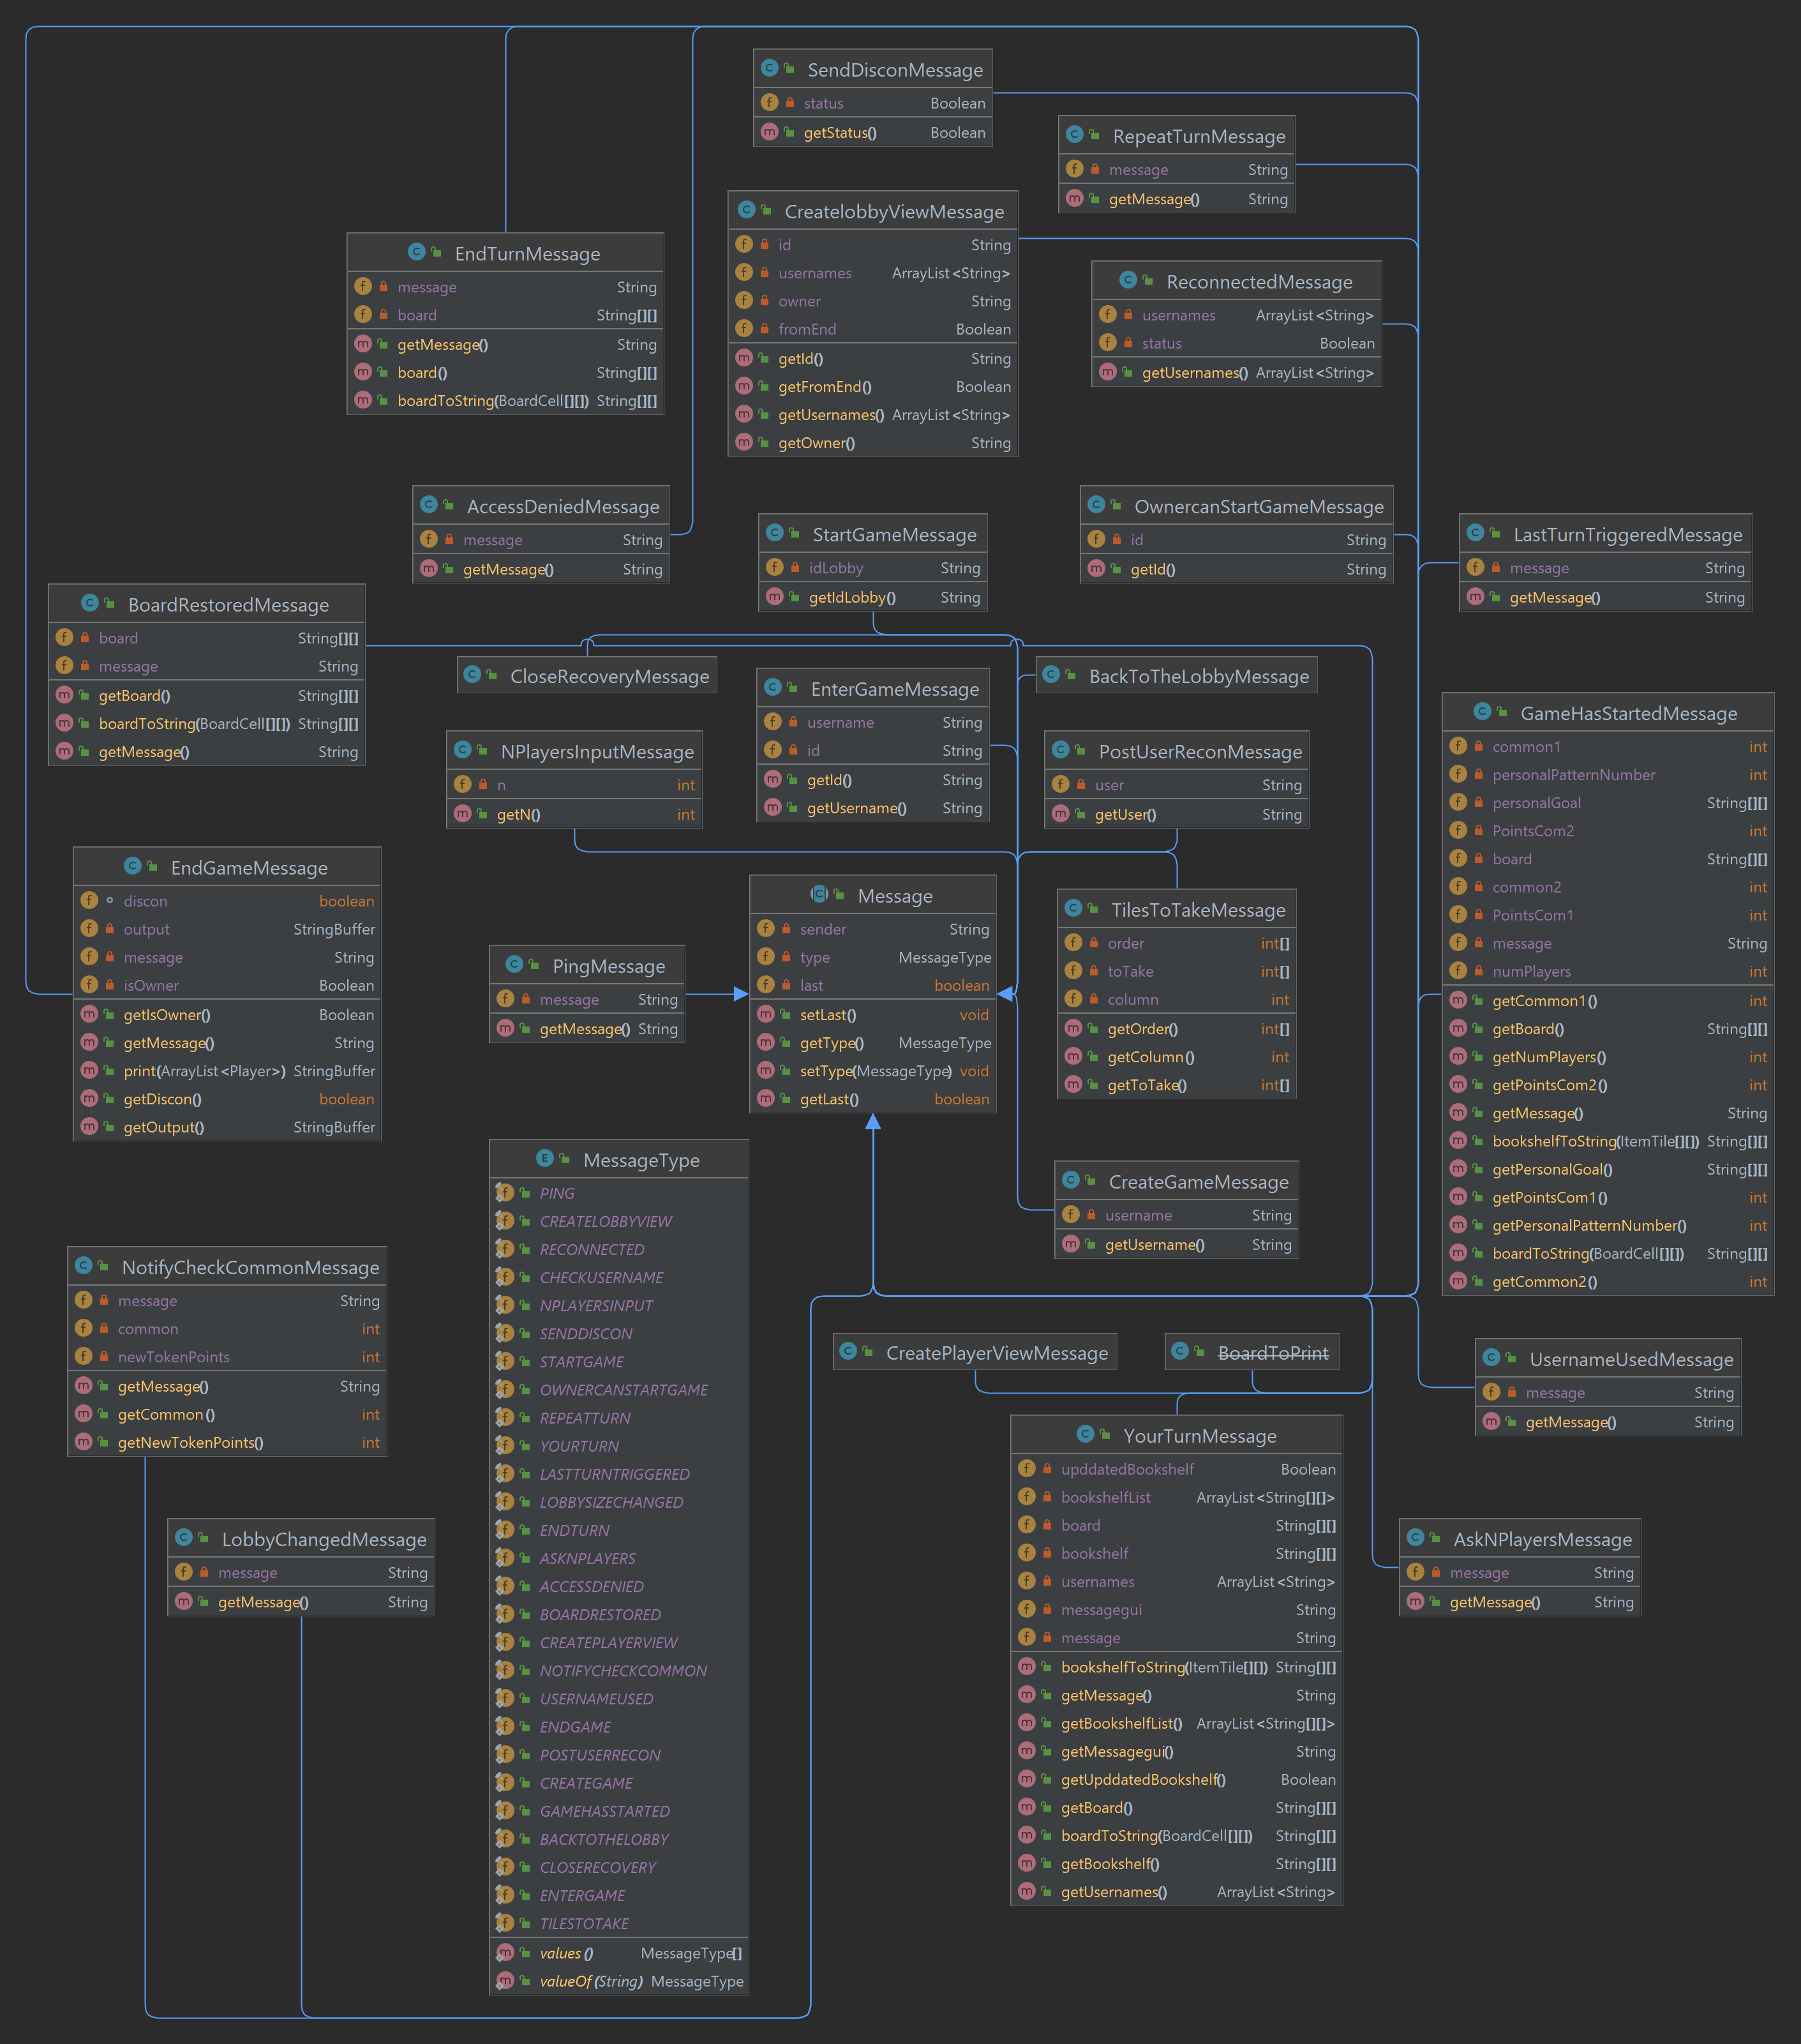 SendDisconMessage
status Boolean
getStatus() Boolean
RepeatTurnMessage
message String
getMessage() String
CreatelobbyViewMessage
id String
usernames ArrayList<String>
owner String
fromEnd Boolean
getId() String
getFromEnd() Boolean
getUsernames() ArrayList<String>
getOwner() String
EndTurnMessage
message String
board String[][]
getMessage() String
board() String[][]
boardToString(BoardCell[][]) String[][]
ReconnectedMessage
usernames ArrayList<String>
status Boolean
getUsernames() ArrayList<String>
AccessDeniedMessage
message String
getMessage() String
StartGameMessage
idLobby String
getIdLobby() String
OwnercanStartGameMessage
id String
getId() String
LastTurnTriggeredMessage
message String
getMessage() String
BoardRestoredMessage
board String[][]
message String
getBoard() String[][]
boardToString(BoardCell[][]) String[][]
getMessage() String
CloseRecoveryMessage
EnterGameMessage
username String
id String
getId() String
getUsername() String
BackToTheLobbyMessage
NPlayersInputMessage
n int
getN() int
PostUserReconMessage
user String
getUser() String
GameHasStartedMessage
common1 int
personalPatternNumber int
personalGoal String[][]
PointsCom2 int
board String[][]
common2 int
PointsCom1 int
message String
numPlayers int
getCommon1() int
getBoard() String[][]
getNumPlayers() int
getPointsCom2() int
getMessage() String
bookshelfToString(ItemTile[][]) String[][]
getPersonalGoal() String[][]
getPointsCom1() int
getPersonalPatternNumber() int
boardToString(BoardCell[][]) String[][]
getCommon2() int
EndGameMessage
discon boolean
output StringBuffer
message String
isOwner Boolean
getIsOwner() Boolean
getMessage() String
print(ArrayList<Player>) StringBuffer
getDiscon() boolean
getOutput() StringBuffer
PingMessage
message String
getMessage() String
Message
sender String
type MessageType
last boolean
setLast() void
getType() MessageType
setType(MessageType) void
getLast() boolean
TilesToTakeMessage
order int[]
toTake int[]
column int
getOrder() int[]
getColumn() int
getToTake() int[]
MessageType
PING
CREATELOBBYVIEW
RECONNECTED
CHECKUSERNAME
NPLAYERSINPUT
SENDDISCON
STARTGAME
OWNERCANSTARTGAME
REPEATTURN
YOURTURN
LASTTURNTRIGGERED
LOBBYSIZECHANGED
ENDTURN
ASKNPLAYERS
ACCESSDENIED
BOARDRESTORED
CREATEPLAYERVIEW
NOTIFYCHECKCOMMON
USERNAMEUSED
ENDGAME
POSTUSERRECON
CREATEGAME
GAMEHASSTARTED
BACKTOTHELOBBY
CLOSERECOVERY
ENTERGAME
TILESTOTAKE
values() MessageType[]
valueOf(String) MessageType
CreateGameMessage
username String
getUsername() String
NotifyCheckCommonMessage
message String
common int
newTokenPoints int
getMessage() String
getCommon() int
getNewTokenPoints() int
CreatePlayerViewMessage
BoardToPrint
UsernameUsedMessage
message String
getMessage() String
YourTurnMessage
upddatedBookshelf Boolean
bookshelfList ArrayList<String[][]>
board String[][]
bookshelf String[][]
usernames ArrayList<String>
messagegui String
message String
bookshelfToString(ItemTile[][]) String[][]
getMessage() String
getBookshelfList() ArrayList<String[][]>
getMessagegui() String
getUpddatedBookshelf() Boolean
getBoard() String[][]
boardToString(BoardCell[][]) String[][]
getBookshelf() String[][]
getUsernames() ArrayList<String>
LobbyChangedMessage
message String
getMessage() String
AskNPlayersMessage
message String
getMessage() String